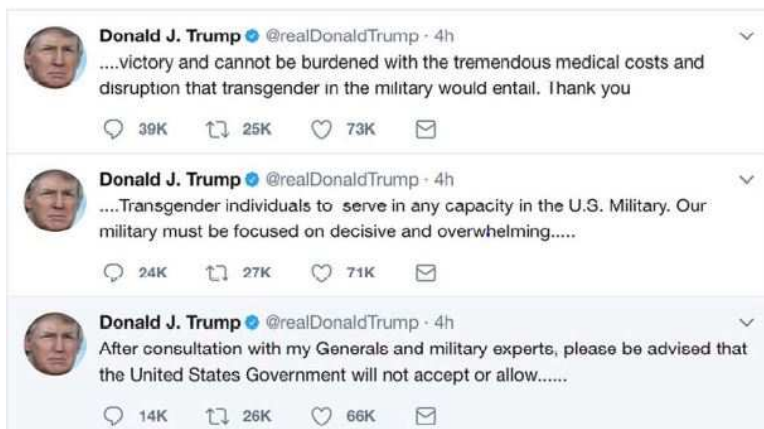 Donald J. Trump @realDonaldTrump · 4h
....victory and cannot be burdened with the tremendous medical costs and
disruption that transgender in the military would entail. Thank you
39K 25K 73K
Donald J. Trump @realDonaldTrump · 4h
....Transgender individuals to serve in any capacity in the U.S. Military. Our
military must be focused on decisive and overwhelming.....
24K 27K 71K
Donald J. Trump @realDonaldTrump · 4h
After consultation with my Generals and military experts, please be advised that
the United States Government will not accept or allow......
14K 26K 66K